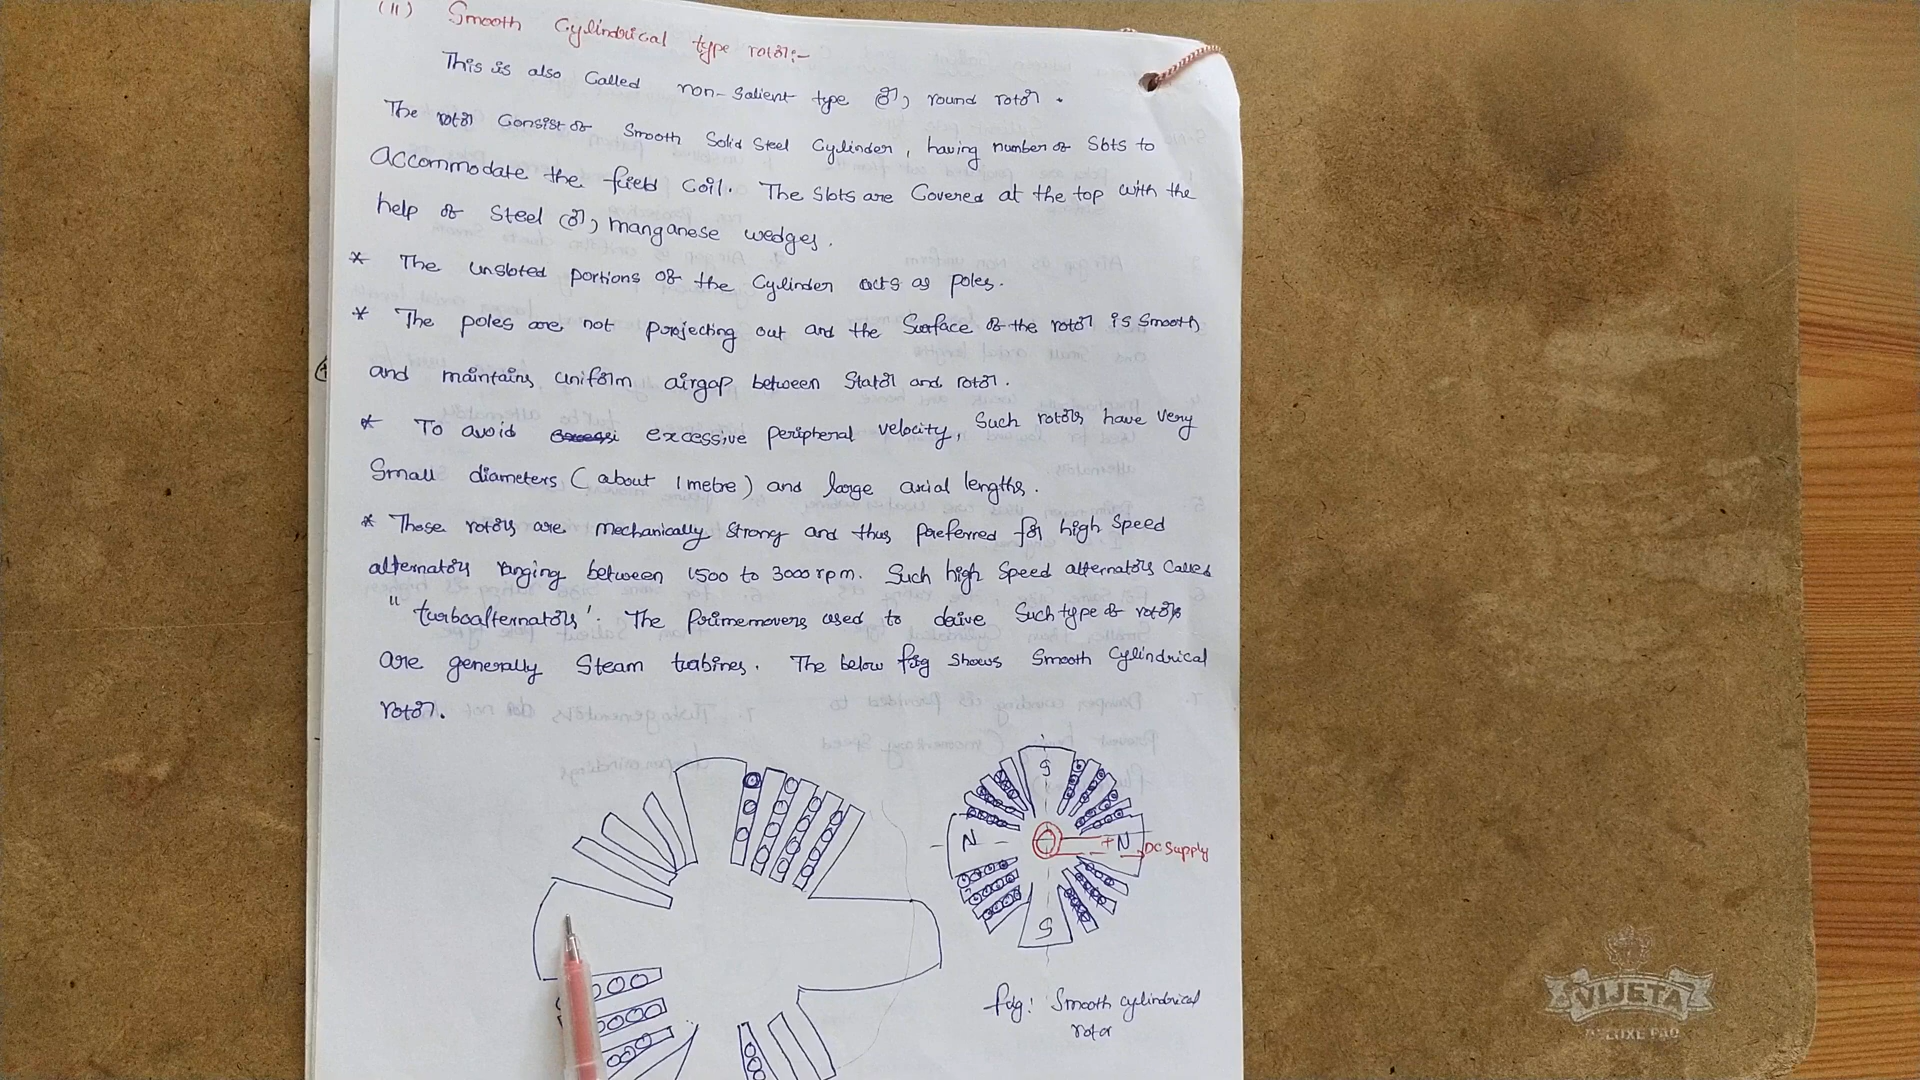 (ii) Smooth Cylindrical type rotor:-
This is also Called non-Salient type (or) round rotor.
The rotor Consist of Smooth Solid Steel Cylinder, having number of Slots to
accommodate the field coil. The slots are Covered at the top with the
help of Steel (or) manganese wedges.
* The unsloted portions of the Cylinder acts as poles.
* The poles are not projecting out and the Surface of the rotor is Smooth
and maintains uniform airgap between Stator and rotor.
* To avoid excessive peripheral velocity, Such rotors have very
Small diameters (about 1metre) and large axial lengths.
* These rotors are mechanically strong and thus preferred for high Speed
alternators ranging between 1500 to 3000 rpm. Such high Speed alternators Called
"turboalternators'. The Primemovers used to drive Such type of rotors
are generally Steam turbines. The below fig shows Smooth Cylindrical
rotor.
S
N
+ N
- DC Supply
S
fig: Smooth cylindrical
rotor
VIJETA
DELUXE PAD